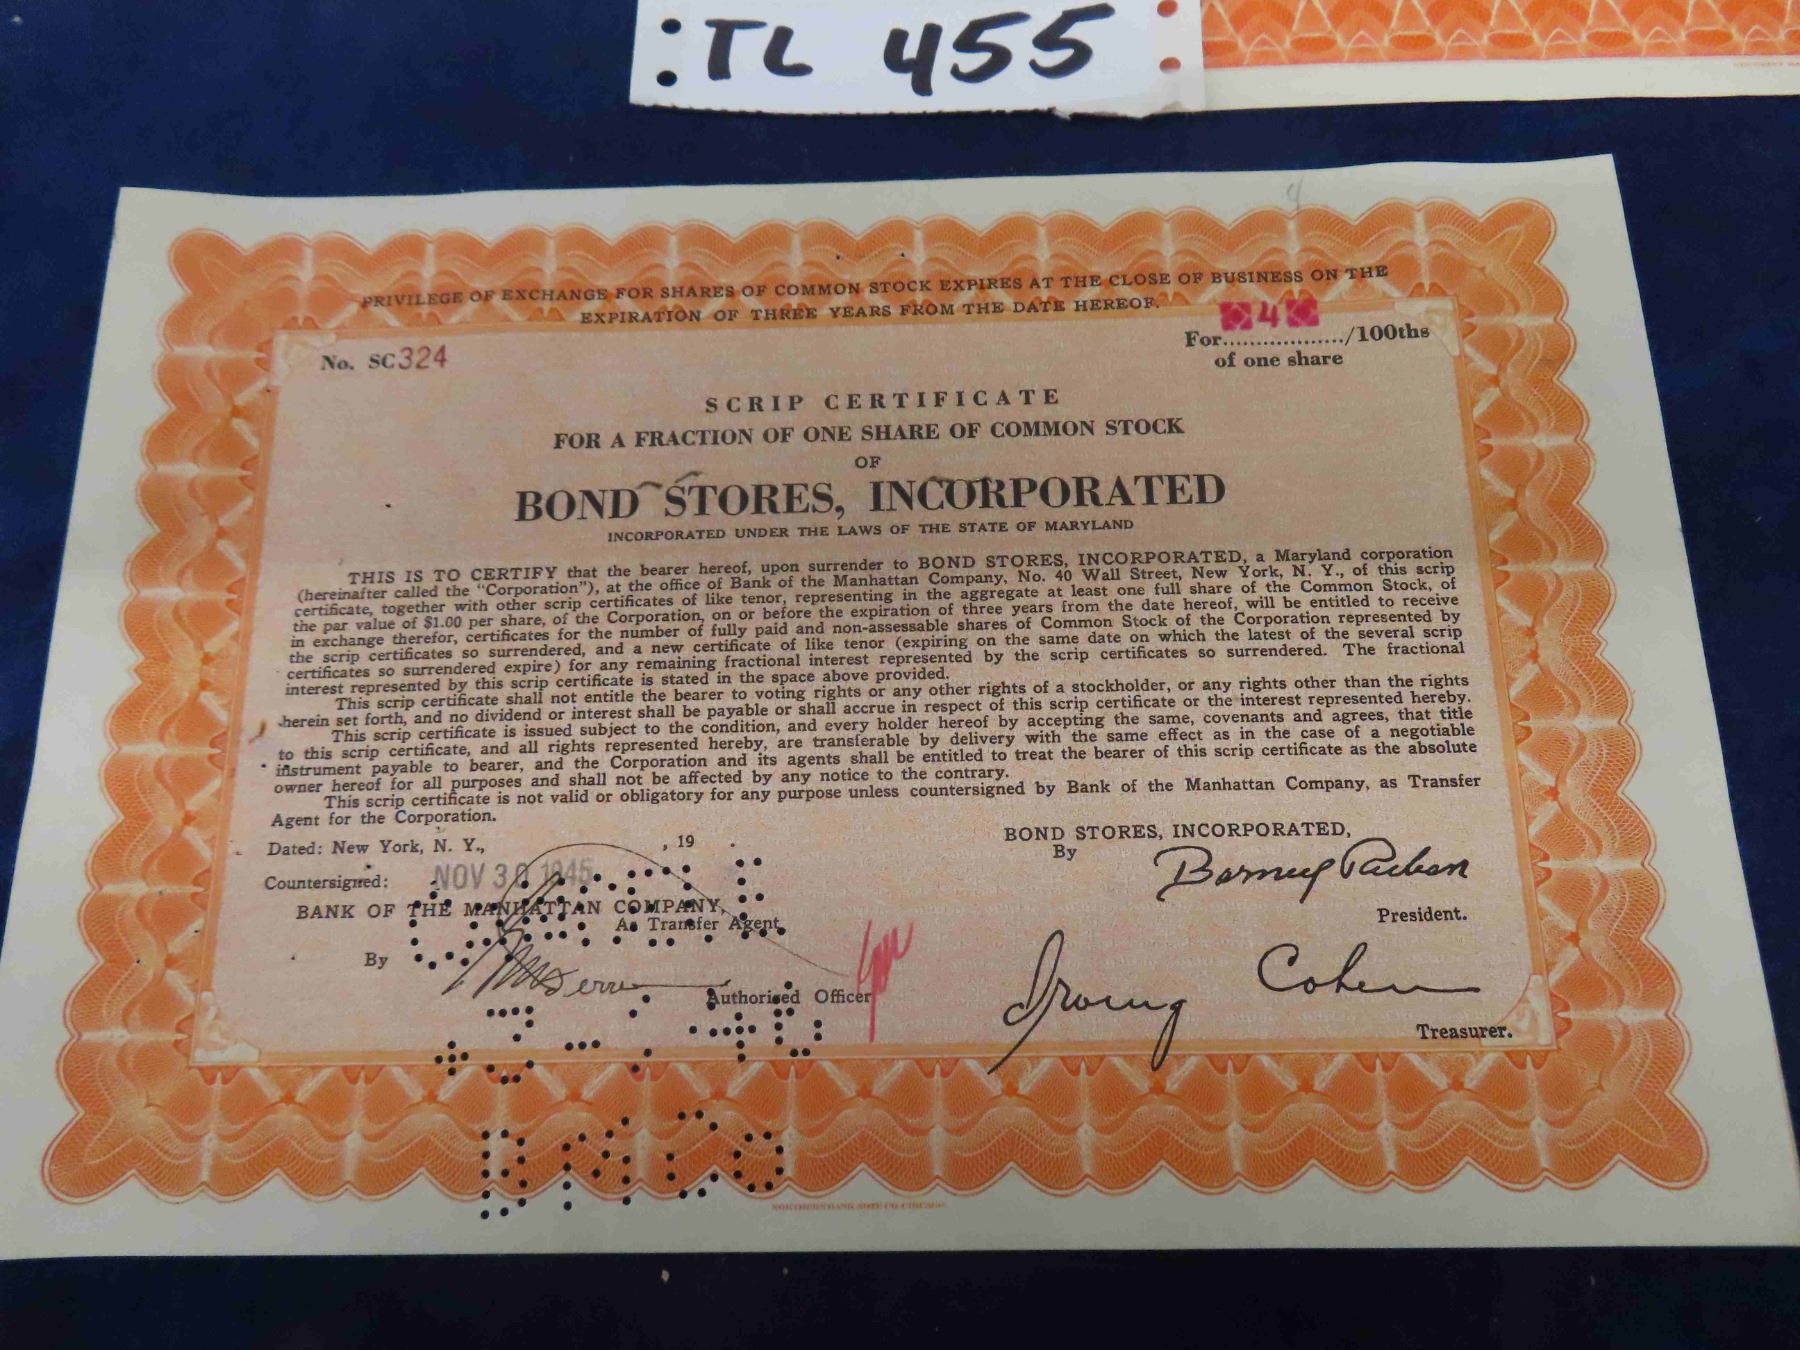 TL 455
PRIVILEGE OF EXCHANGE FOR SHARES OF COMMON STOCK EXPIRES AT THE CLOSE OF BUSINESS ON THE
EXPIRATION OF THREE YEARS FROM THE DATE HEREOF.
4
No. SC324
For................../100ths
of one share
SCRIP CERTIFICATE
FOR A FRACTION OF ONE SHARE OF COMMON STOCK
OF
BOND STORES, INCORPORATED
INCORPORATED UNDER THE LAWS OF THE STATE OF MARYLAND
THIS IS TO CERTIFY that the bearer hereof, upon surrender to BOND STORES, INCORPORATED, a Maryland corporation
(hereinafter called the "Corporation"), at the office of Bank of the Manhattan Company, No. 40 Wall Street, New York, N. Y., of this scrip
certificate, together with other scrip certificates of like tenor, representing in the aggregate at least one full share of the Common Stock, of
the par value of $1.00 per share, of the Corporation, on or before the expiration of three years from the date hereof, will be entitled to receive
in exchange therefor, certificates for the number of fully paid and non-assessable shares of Common Stock of the Corporation represented by
the scrip certificates so surrendered, and a new certificate of like tenor (expiring on the same date on which the latest of the several scrip
certificates so surrendered expire) for any remaining fractional interest represented by the scrip certificates so surrendered. The fractional
interest represented by this scrip certificate is stated in the space above provided.
This scrip certificate shall not entitle the bearer to voting rights or any other rights of a stockholder, or any rights other than the rights
herein set forth, and no dividend or interest shall be payable or shall accrue in respect of this scrip certificate or the interest represented hereby.
This scrip certificate is issued subject to the condition, and every holder hereof by accepting the same, covenants and agrees, that title
to this scrip certificate, and all rights represented hereby, are transferable by delivery with the same effect as in the case of a negotiable
instrument payable to bearer, and the Corporation and its agents shall be entitled to treat the bearer of this scrip certificate as the absolute
owner hereof for all purposes and shall not be affected by any notice to the contrary.
This scrip certificate is not valid or obligatory for any purpose unless countersigned by Bank of the Manhattan Company, as Transfer
Agent for the Corporation.
Dated: New York, N. Y., , 19 .
NOV 30 1945
Countersigned:
BANK OF THE MANHATTAN COMPANY,
As Transfer Agent,
By
Authorised Officer
BOND STORES, INCORPORATED,
By
Barney Ruben
President.
Irving Cohen
Treasurer.